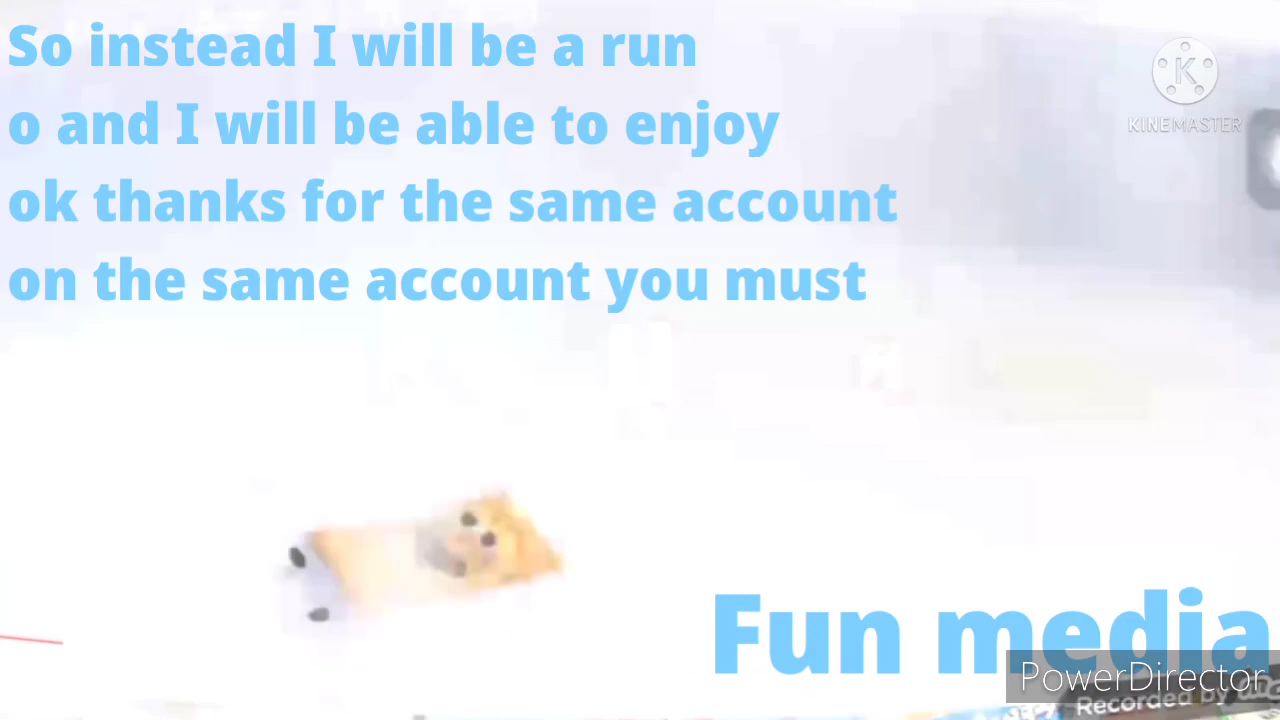 So instead I will be a run
o and I will be able to enjoy
ok thanks for the same account
on the same account you must
KINEMASTER
Fun media
PowerDirector
Recorded by